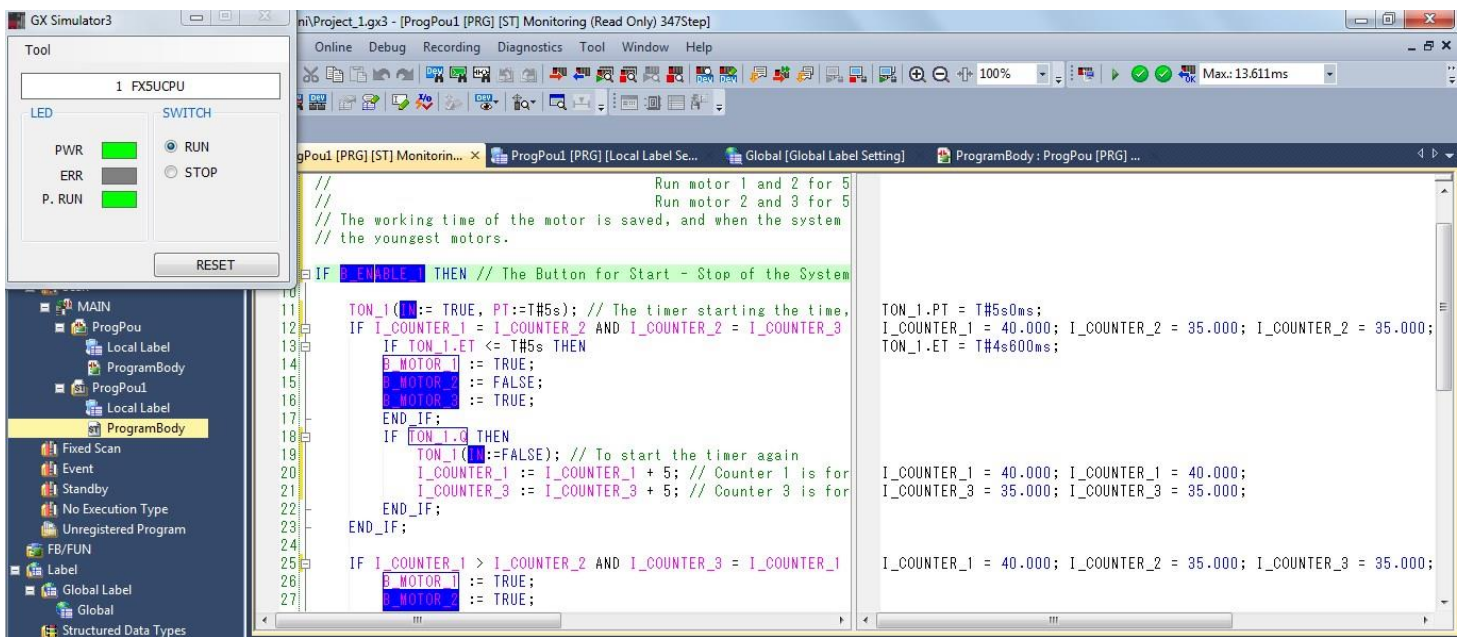 GX Simulator3
Tool
1 FX5UCPU
LED
SWITCH
PWR
RUN
ERR
STOP
P. RUN
RESET
ni\Project_1.gx3 - [ProgPou1 [PRG] [ST] Monitoring (Read Only) 347Step]
Online Debug Recording Diagnostics Tool Window Help
100%
Max.: 13.611ms
gPou1 [PRG] [ST] Monitorin...
ProgPou1 [PRG] [Local Label Se...
Global [Global Label Setting]
ProgramBody : ProgPou [PRG] ...
MAIN
ProgPou
Local Label
ProgramBody
ProgPou1
Local Label
ProgramBody
Fixed Scan
Event
Standby
No Execution Type
Unregistered Program
FB/FUN
Label
Global Label
Global
Structured Data Types
// Run motor 1 and 2 for 5
// Run motor 2 and 3 for 5
// The working time of the motor is saved, and when the system
// the youngest motors.
IF B_ENABLE_1 THEN // The Button for Start - Stop of the System
10
11 TON_1(IN:= TRUE, PT:=T#5s); // The timer starting the time,
12 IF I_COUNTER_1 = I_COUNTER_2 AND I_COUNTER_2 = I_COUNTER_3
13 IF TON_1.ET <= T#5s THEN
14 B_MOTOR_1 := TRUE;
15 B_MOTOR_2 := FALSE;
16 B_MOTOR_3 := TRUE;
17 END_IF;
18 IF TON_1.Q THEN
19 TON_1(IN:=FALSE); // To start the timer again
20 I_COUNTER_1 := I_COUNTER_1 + 5; // Counter 1 is for
21 I_COUNTER_3 := I_COUNTER_3 + 5; // Counter 3 is for
22 END_IF;
23 END_IF;
24
25 IF I_COUNTER_1 > I_COUNTER_2 AND I_COUNTER_3 = I_COUNTER_1
26 B_MOTOR_1 := TRUE;
27 B_MOTOR_2 := TRUE;
TON_1.PT = T#5s0ms;
I_COUNTER_1 = 40.000; I_COUNTER_2 = 35.000; I_COUNTER_2 = 35.000;
TON_1.ET = T#4s600ms;
I_COUNTER_1 = 40.000; I_COUNTER_1 = 40.000;
I_COUNTER_3 = 35.000; I_COUNTER_3 = 35.000;
I_COUNTER_1 = 40.000; I_COUNTER_2 = 35.000; I_COUNTER_3 = 35.000;